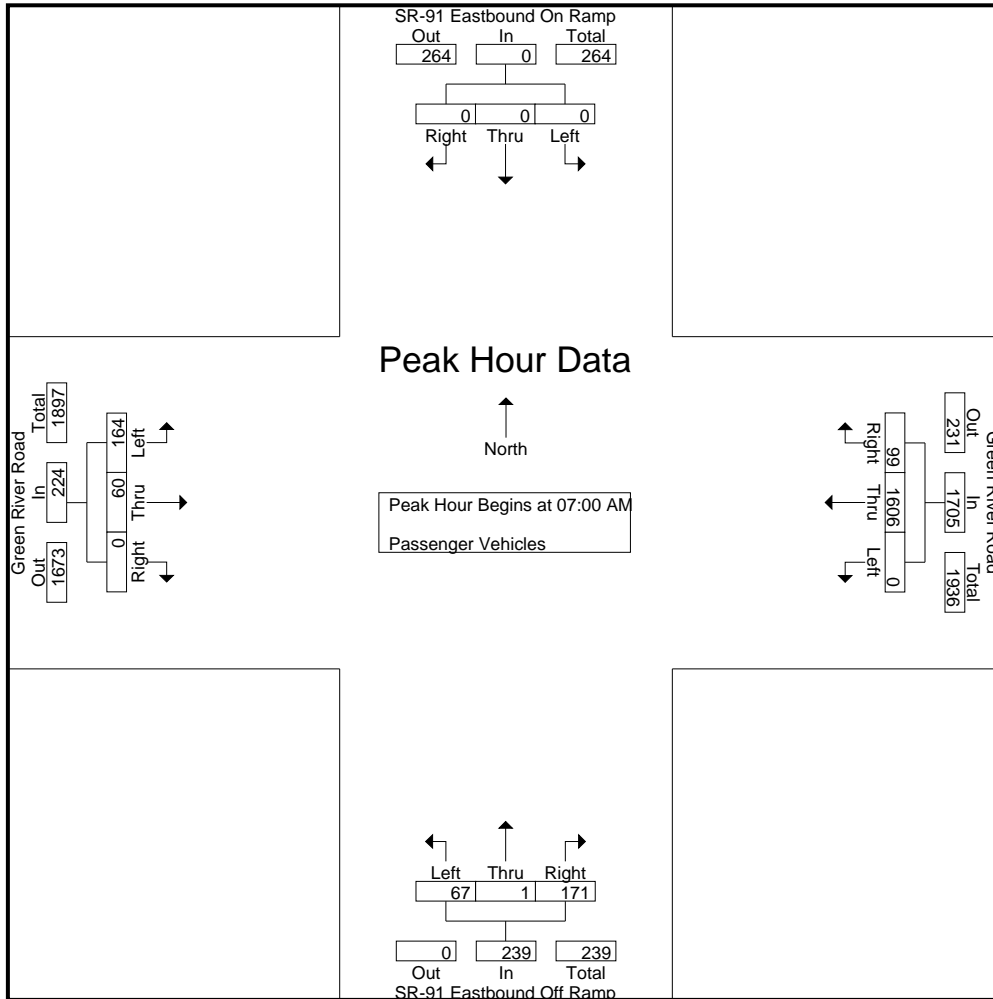 SR-91 Eastbound On Ramp
Out In Total
264 0 264
0 0 0
Right Thru Left
Peak Hour Data
North
Peak Hour Begins at 07:00 AM
Passenger Vehicles
Green River Road
Total In Out
1897 224 1673
164 60 0
Left Thru Right
Green River Road
Out In Total
231 1705 1936
Right Thru Left
99 1606 0
Left Thru Right
67 1 171
0 239 239
Out In Total
SR-91 Eastbound Off Ramp